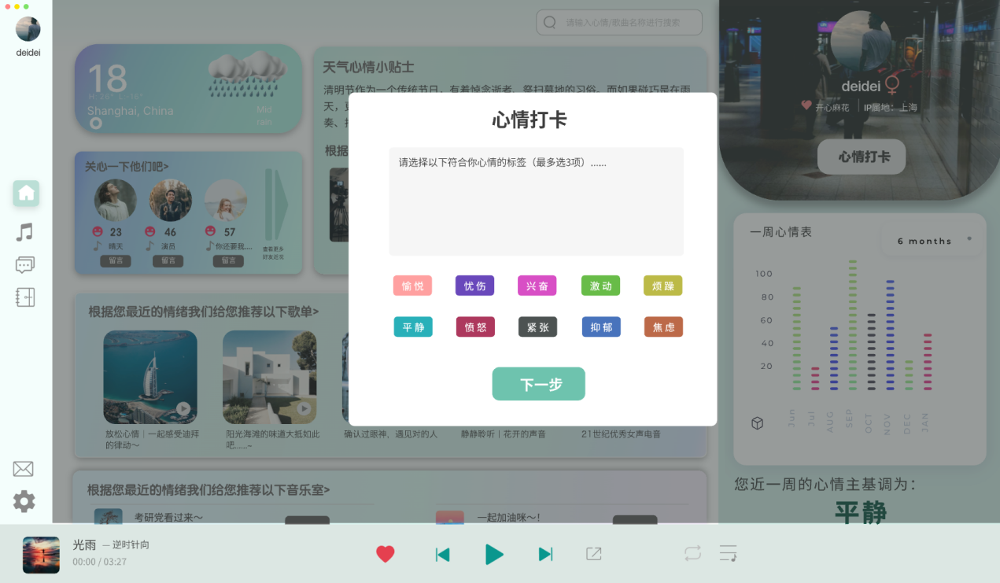 deidei
请输入心情/歌曲名称进行搜索
18
H:20° L:-10°
Shanghai, China
Mid
rein
天气心情小贴士
清明节作为一个传统节日，有着悼念逝者、祭扫墓地的习俗。而如果碰巧是在雨
天，
奏、
根据
关心一下他们吧>
23
46
57
晴天
演员
你还要我....
留言
留言
留言
查看更多
好友近况
心情打卡
请选择以下符合你心情的标签（最多选3项）......
愉悦
忧伤
兴奋
激动
烦躁
平静
愤怒
紧张
抑郁
焦虑
下一步
根据您最近的情绪我们给您推荐以下歌单>
放松心情｜一起感受迪拜
的律动～
阳光海滩的味道大抵如此
吧......~
确认过眼神，遇见对的人
静静聆听｜花开的声音
21世纪优秀女声电音
根据您最近的情绪我们给您推荐以下音乐室>
考研党看过来～
一起加油咪～！
deidei
开心麻花
IP属地：上海
心情打卡
一周心情表
6 months
100
80
60
40
20
Jun
Jul
AUG
SEP
OCT
NOV
DEC
JAN
您近一周的心情主基调为：
平静
光雨 — 逆时针向
00:00 / 03:27